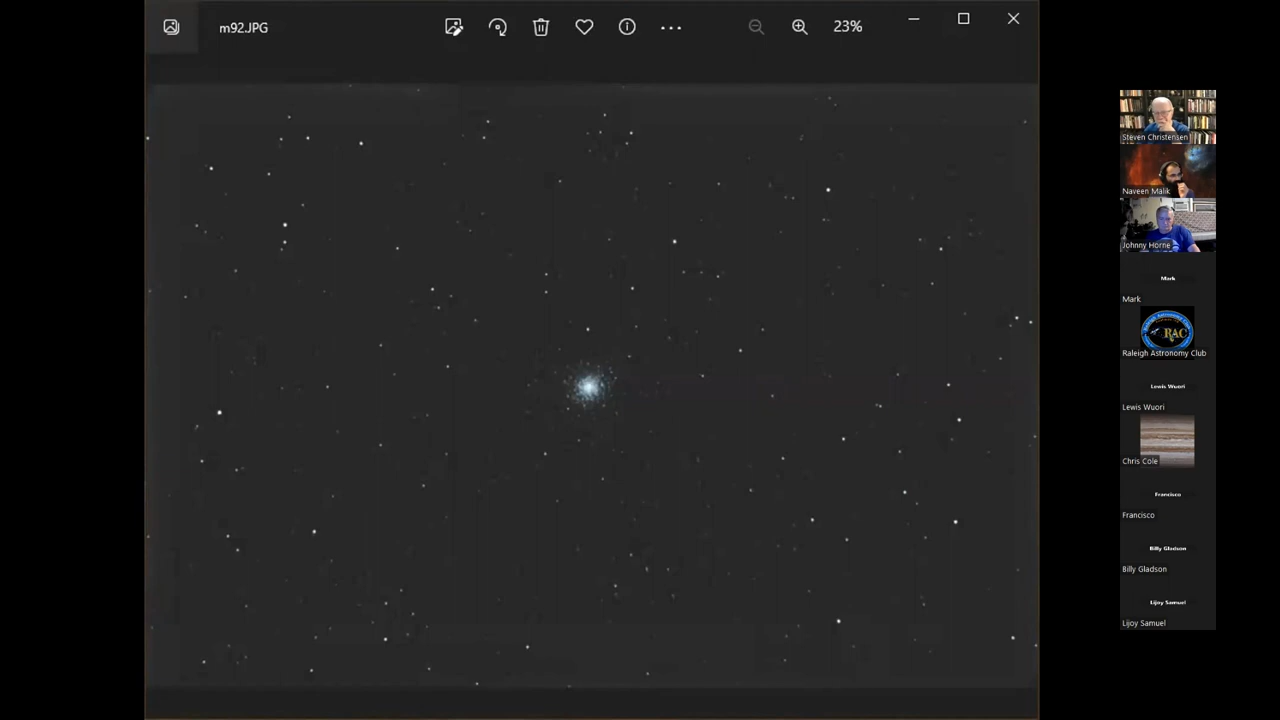 m92.JPG
23%
Steven Christensen
Naveen Malik
Johnny Horne
Mark
Mark
RAC
Raleigh Astronomy Club
Lewis Wuori
Lewis Wuori
Chris Cole
Francisco
Francisco
Billy Gladson
Billy Gladson
Lijoy Samuel
Lijoy Samuel